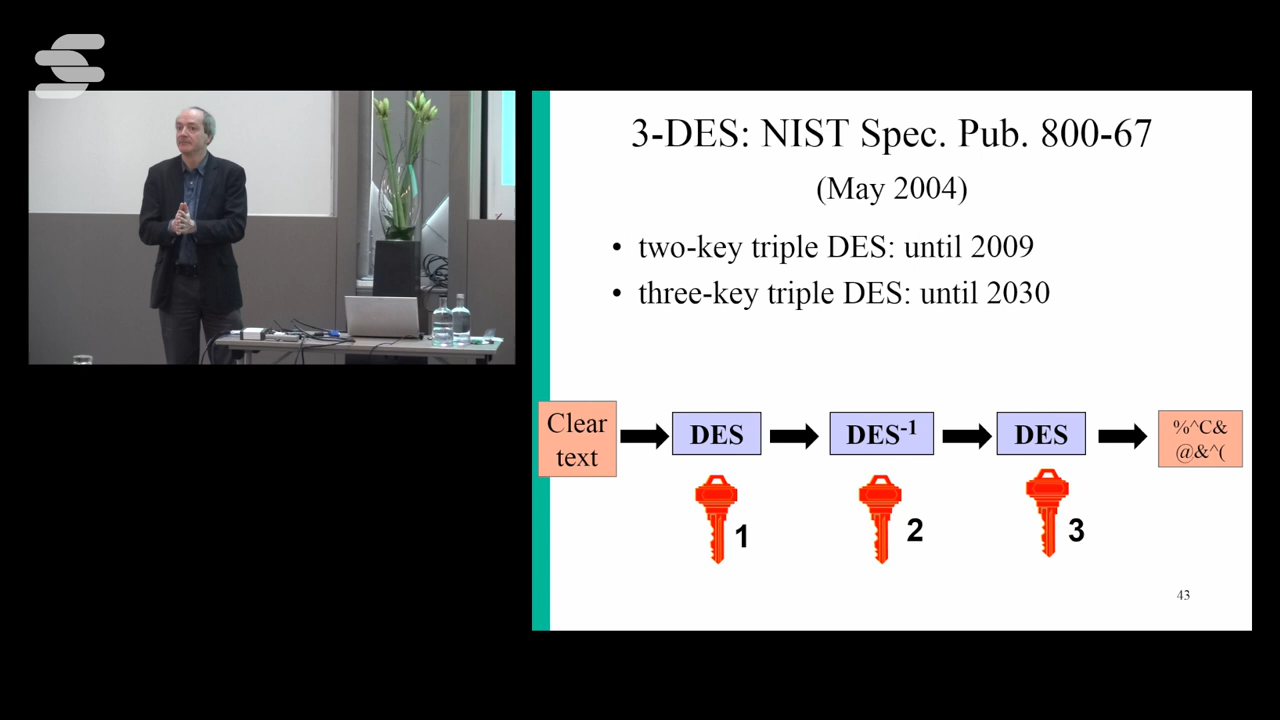 3-DES: NIST Spec. Pub. 800-67
(May 2004)
• two-key triple DES: until 2009
• three-key triple DES: until 2030
Clear
text
DES
DES-1
DES
%^C&
@&^(
1
2
3
43